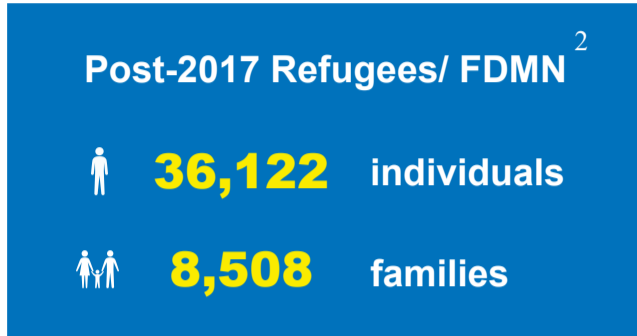 Post-2017 Refugees/ FDMN 2
36,122 individuals
8,508 families